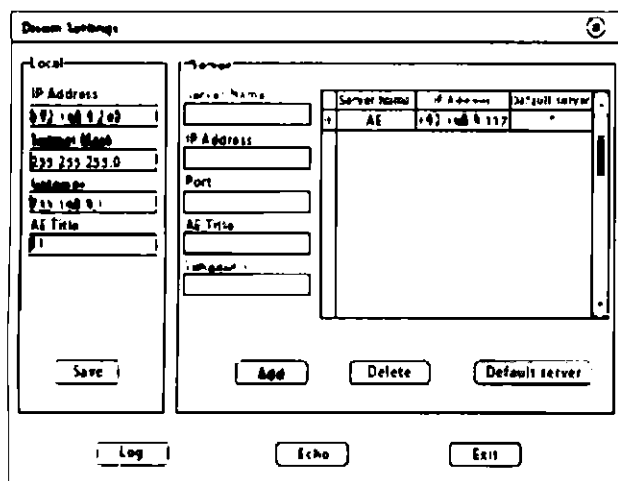 Dicom Settings
Local
IP Address
Subnet Mask
255.255.255.0
Gateway
AE Title
Save
Server
Server Name
IP Address
Port
AE Title
Add
Server Name IP Address Default server
AE *
Delete
Default server
Log
Echo
Exit